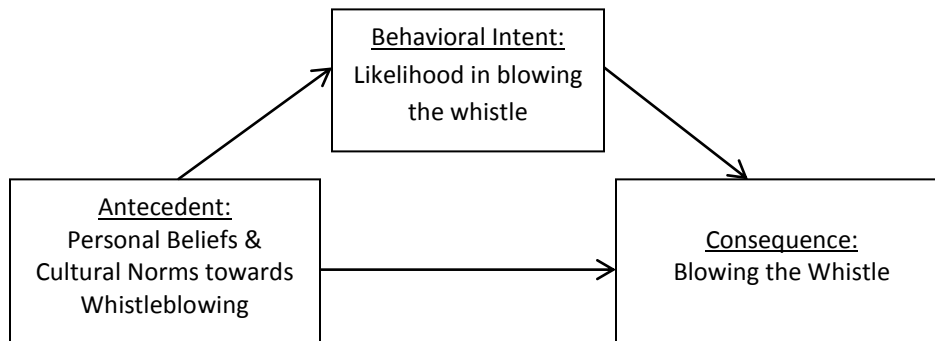 Behavioral Intent:
Likelihood in blowing
the whistle
Antecedent:
Personal Beliefs &
Cultural Norms towards
Whistleblowing
Consequence:
Blowing the Whistle